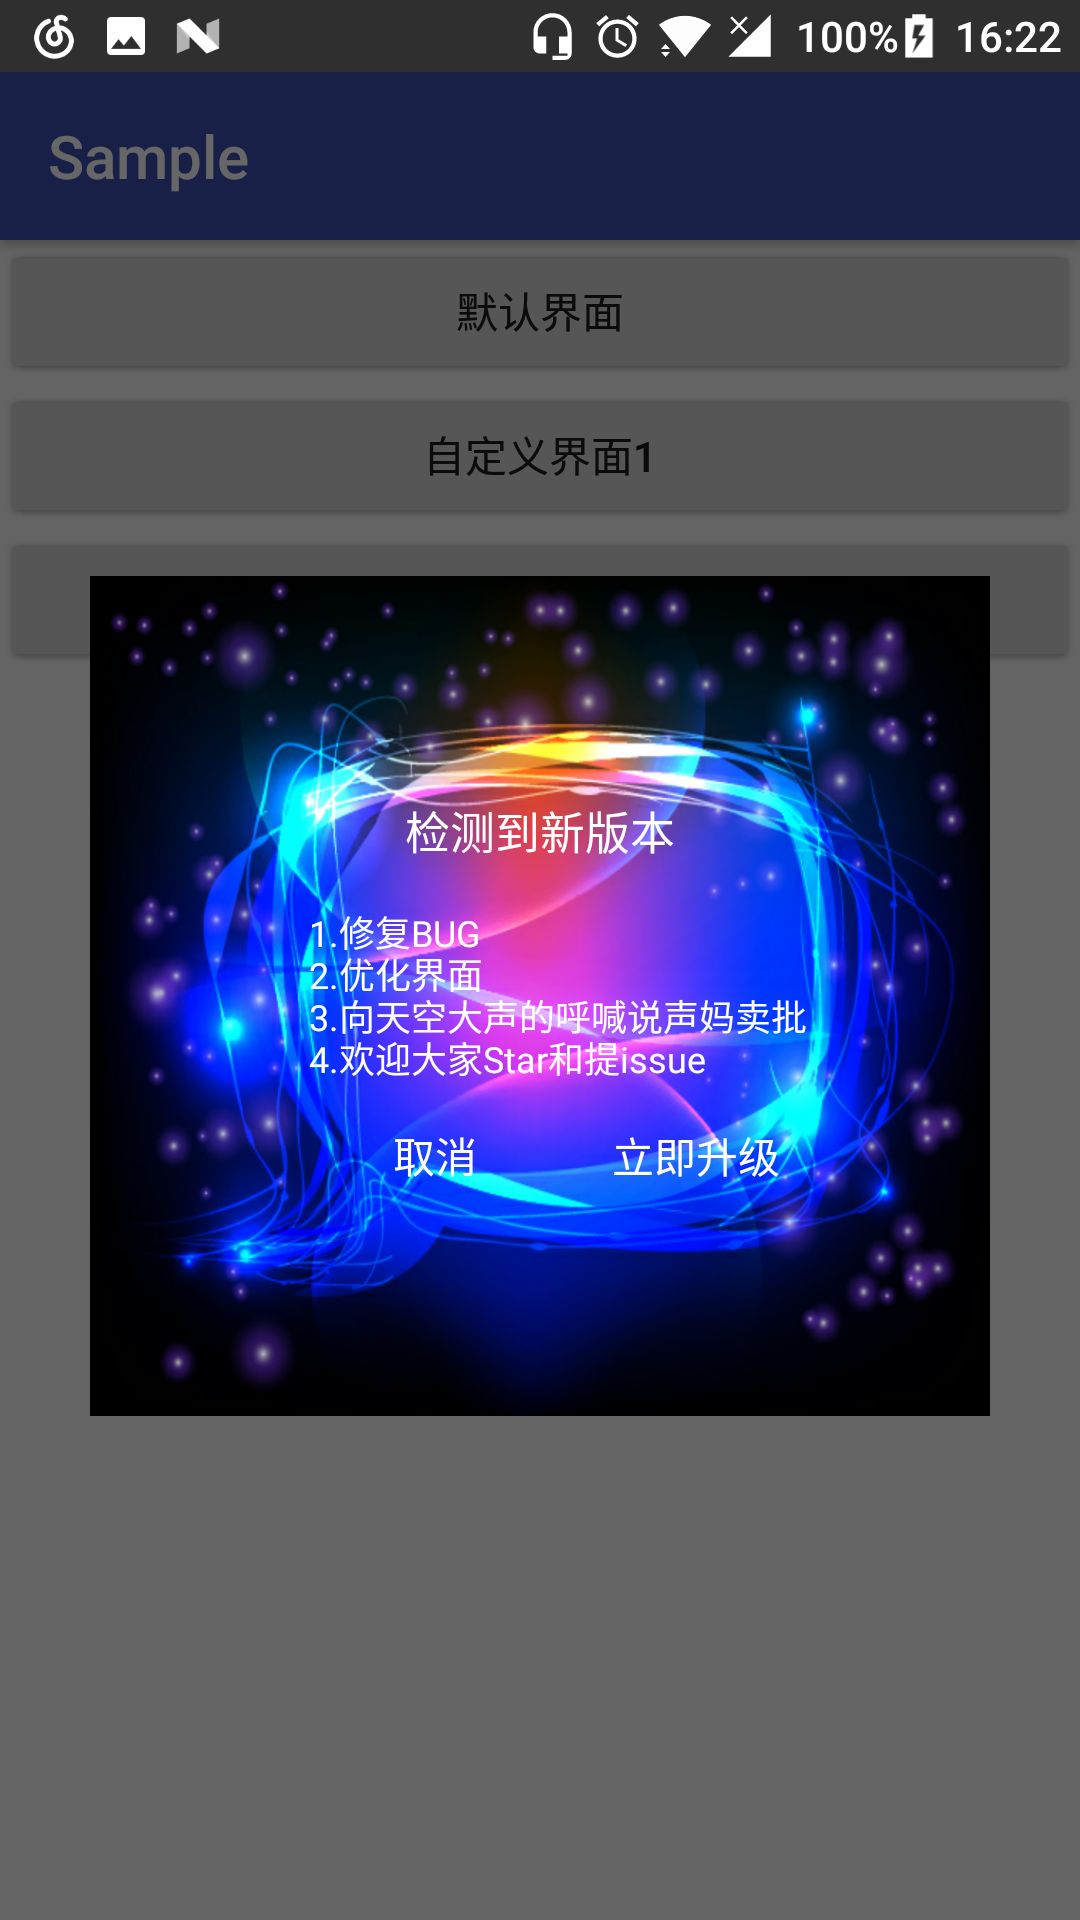 100% 16:22
Sample
默认界面
自定义界面1
检测到新版本
1.修复BUG
2.优化界面
3.向天空大声的呼喊说声妈卖批
4.欢迎大家Star和提issue
取消 立即升级